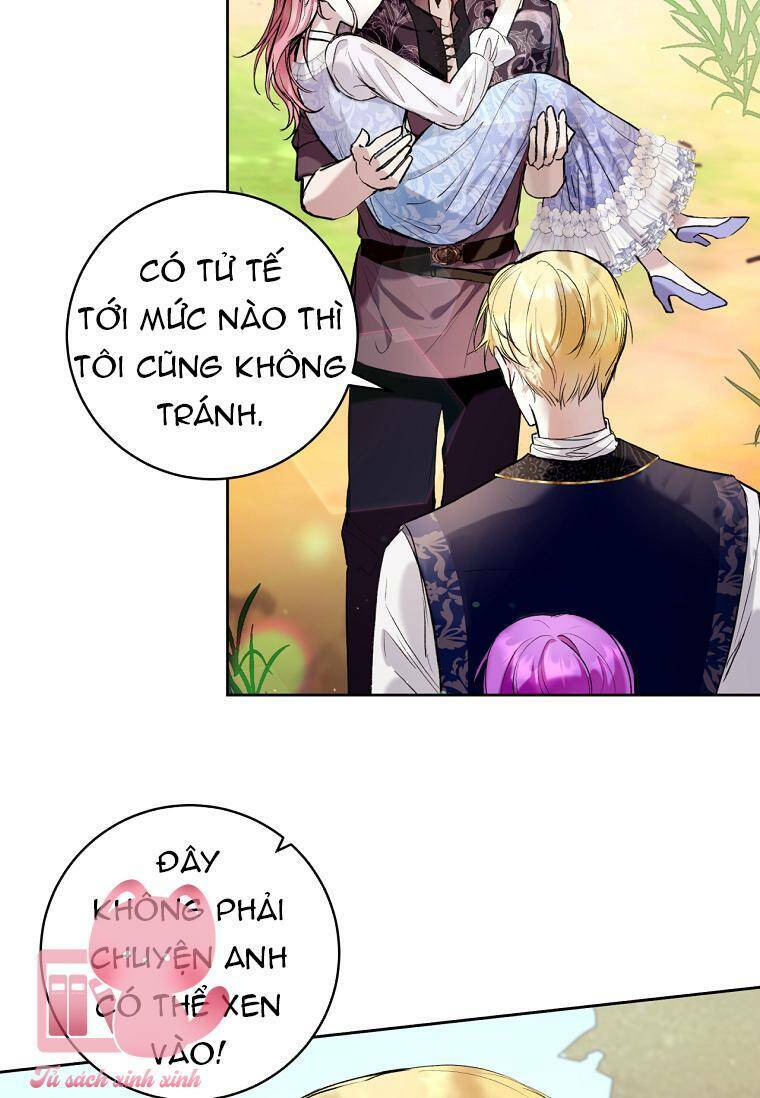 CÓ TỬ TẾ
TỚI MỨC NÀO THÌ
TÔI CŨNG KHÔNG
TRÁNH.
ĐÂY
KHÔNG PHẢI
CHUYỆN ANH
CÓ THỂ XEN
VÀO!
Tủ sách xinh xinh